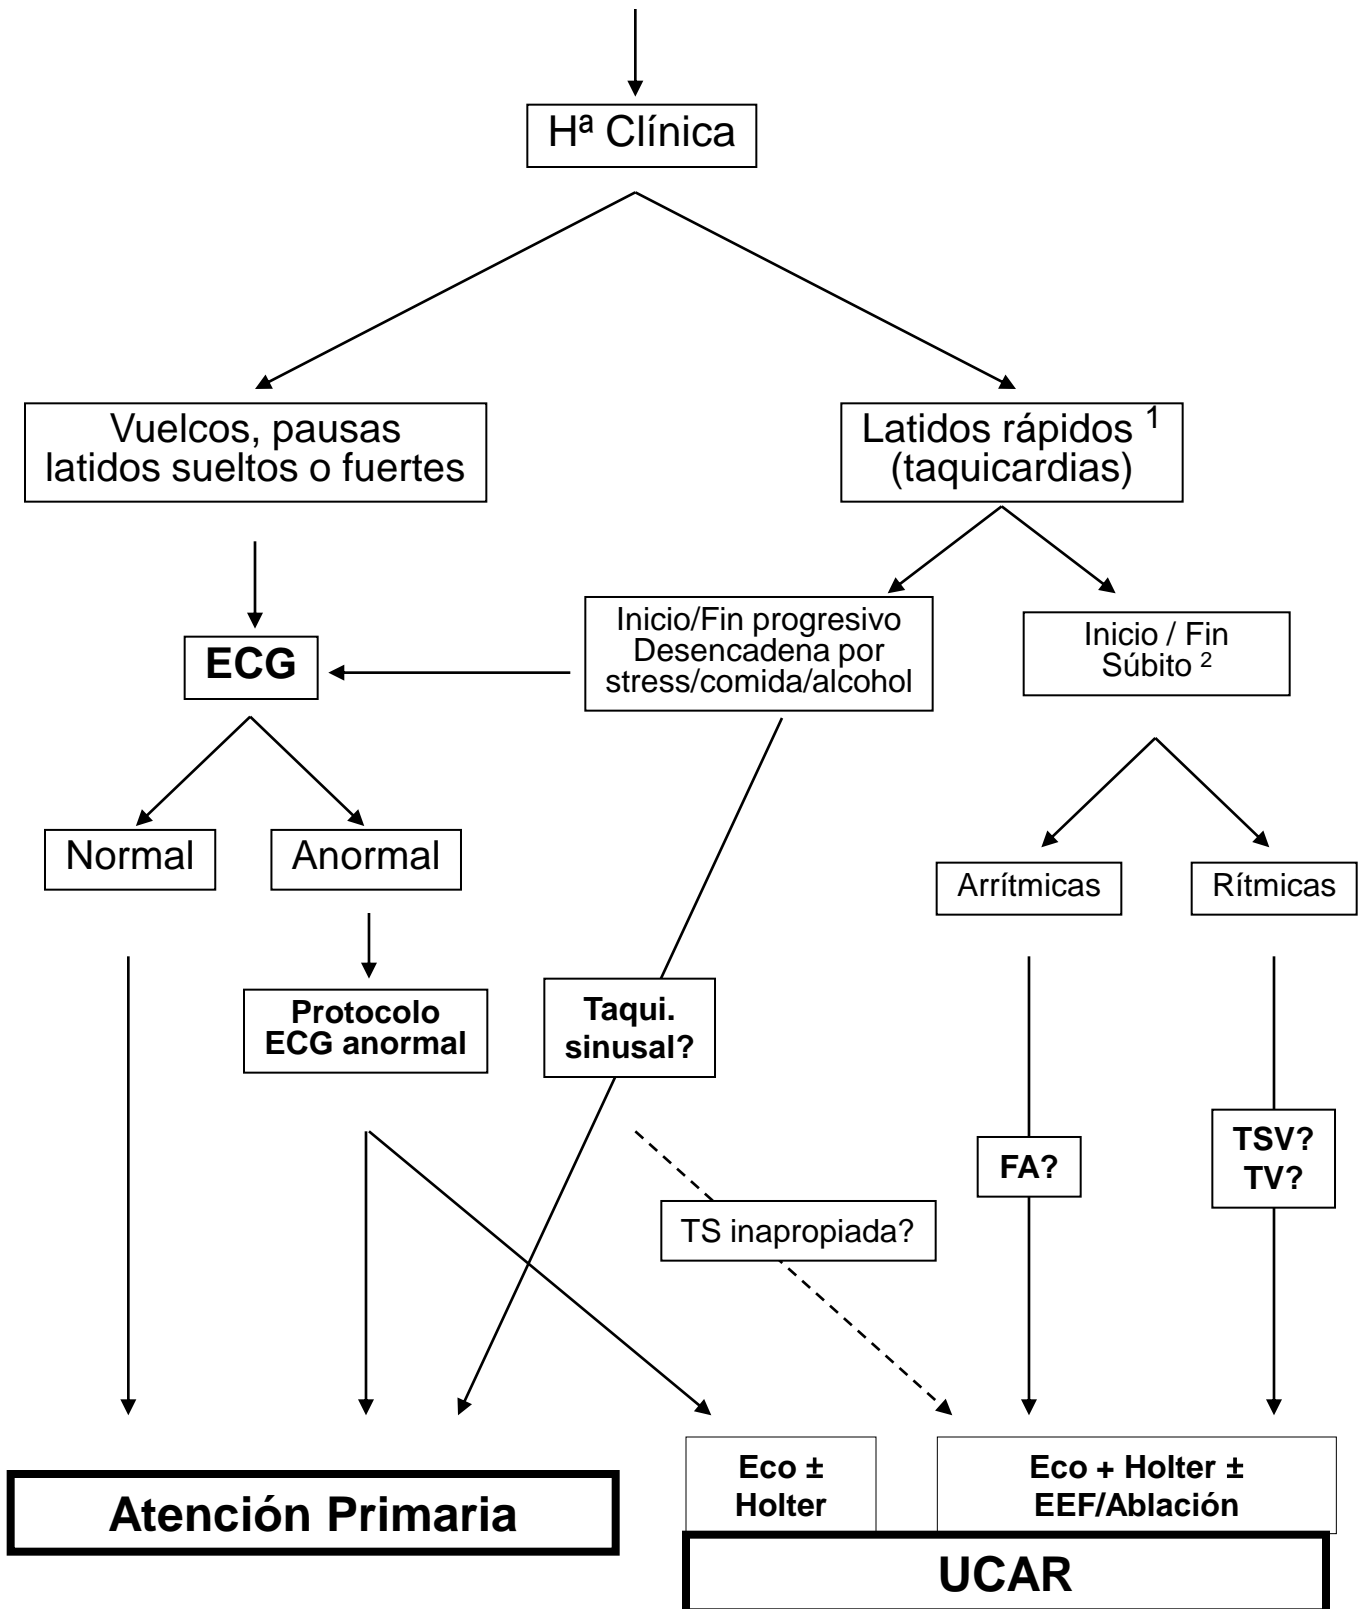 Hª Clínica
Vuelcos, pausas
latidos sueltos o fuertes
Latidos rápidos 1
(taquicardias)
Inicio/Fin progresivo
Desencadena por
stress/comida/alcohol
Inicio / Fin
Súbito 2
ECG
Normal
Anormal
Arrítmicas
Rítmicas
Protocolo
ECG anormal
Taqui.
sinusal?
FA?
TSV?
TV?
TS inapropiada?
Eco ±
Holter
Eco + Holter ±
EEF/Ablación
Atención Primaria
UCAR